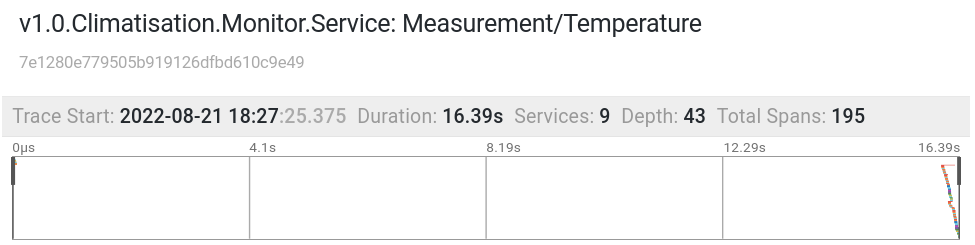 v1.0.Climatisation.Monitor.Service: Measurement/Temperature
7e1280e779505b919126dfbd610c9e49
Trace Start: 2022-08-21 18:27:25.375 Duration: 16.39s Services: 9 Depth: 43 Total Spans: 195
0μs 4.1s 8.19s 12.29s 16.39s